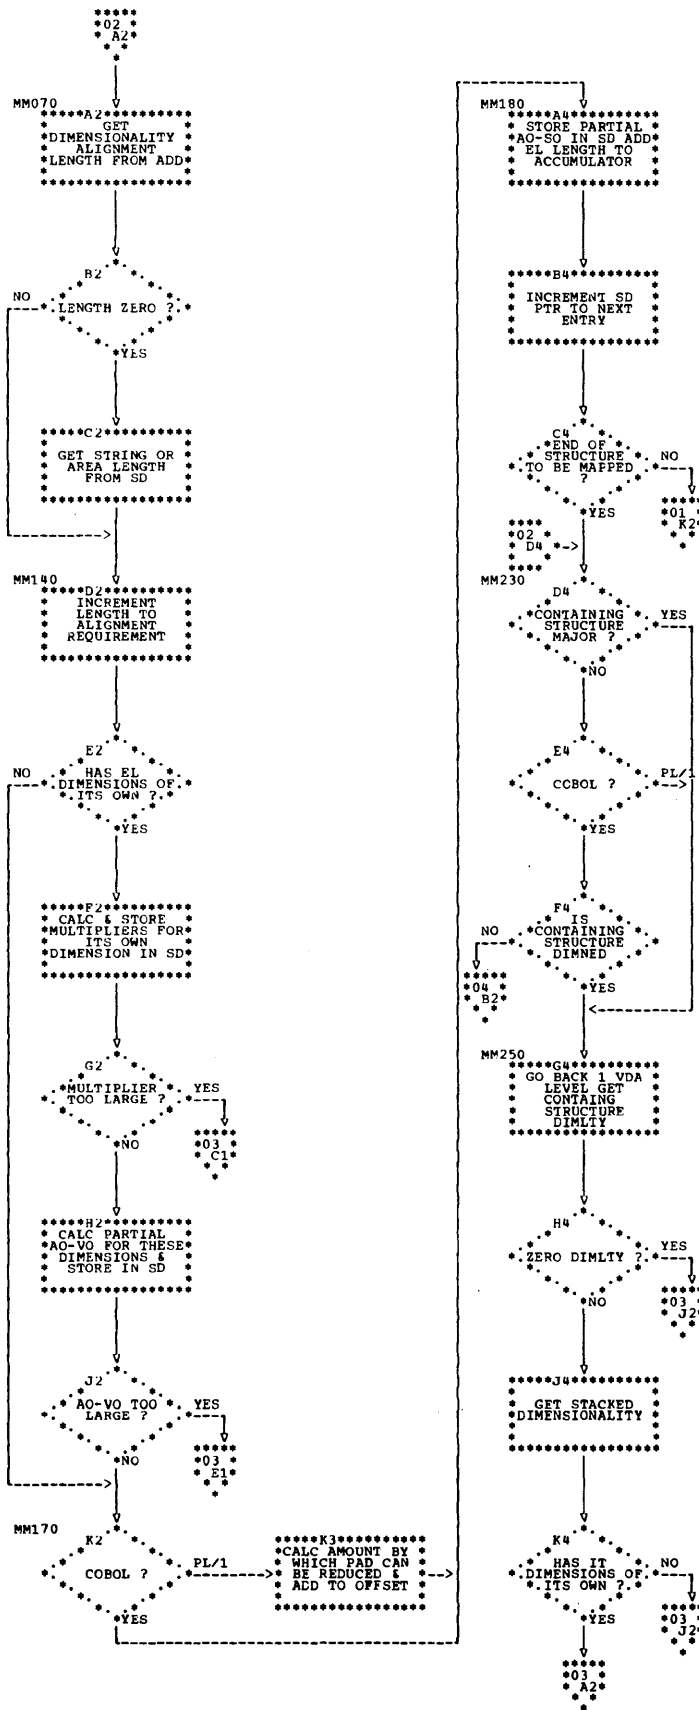 02
A2
MM070
A2
GET
DIMENSIONALITY
ALIGNMENT
LENGTH FROM ADD
B2
NO
LENGTH ZERO ?
YES
C2
GET STRING OR
AREA LENGTH
FROM SD
MM140
D2
INCREMENT
LENGTH TO
ALIGNMENT
REQUIREMENT
E2
NO
HAS EL
DIMENSIONS OF
ITS OWN ?
YES
F2
CALC & STORE
MULTIPLIERS FOR
ITS OWN
DIMENSION IN SD
G2
MULTIPLIER
TOO LARGE ?
YES
03
C1
NO
H2
CALC PARTIAL
AO-VO FOR THESE
DIMENSIONS &
STORE IN SD
J2
AO-VO TOO
LARGE ?
YES
03
E1
NO
MM170
K2
COBOL ?
PL/1
YES
K3
CALC AMOUNT BY
WHICH PAD CAN
BE REDUCED &
ADD TO OFFSET
MM180
A4
STORE PARTIAL
AO-SO IN SD ADD
EL LENGTH TO
ACCUMULATOR
B4
INCREMENT SD
PTR TO NEXT
ENTRY
C4
END OF
STRUCTURE
TO BE MAPPED
?
NO
01
K2
YES
02
D4
MM230
D4
CONTAINING
STRUCTURE
MAJOR ?
YES
NO
E4
COBOL ?
PL/1
YES
F4
IS
CONTAINING
STRUCTURE
DIMNED
NO
04
B2
YES
MM250
G4
GO BACK 1 VDA
LEVEL GET
CONTAING
STRUCTURE
DIMLTY
H4
ZERO DIMLTY ?
YES
03
J2
NO
J4
GET STACKED
DIMENSIONALITY
K4
HAS IT
DIMENSIONS OF
ITS OWN ?
NO
03
J2
YES
03
A2